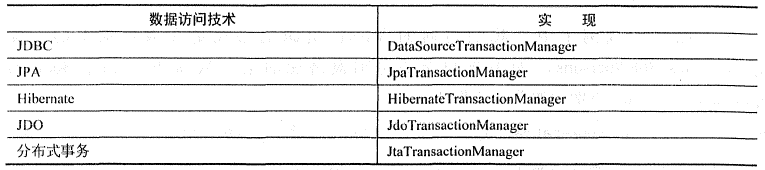 数据访问技术 实 现
JDBC DataSourceTransactionManager
JPA JpaTransactionManager
Hibernate HibernateTransactionManager
JDO JdoTransactionManager
分布式事务 JtaTransactionManager